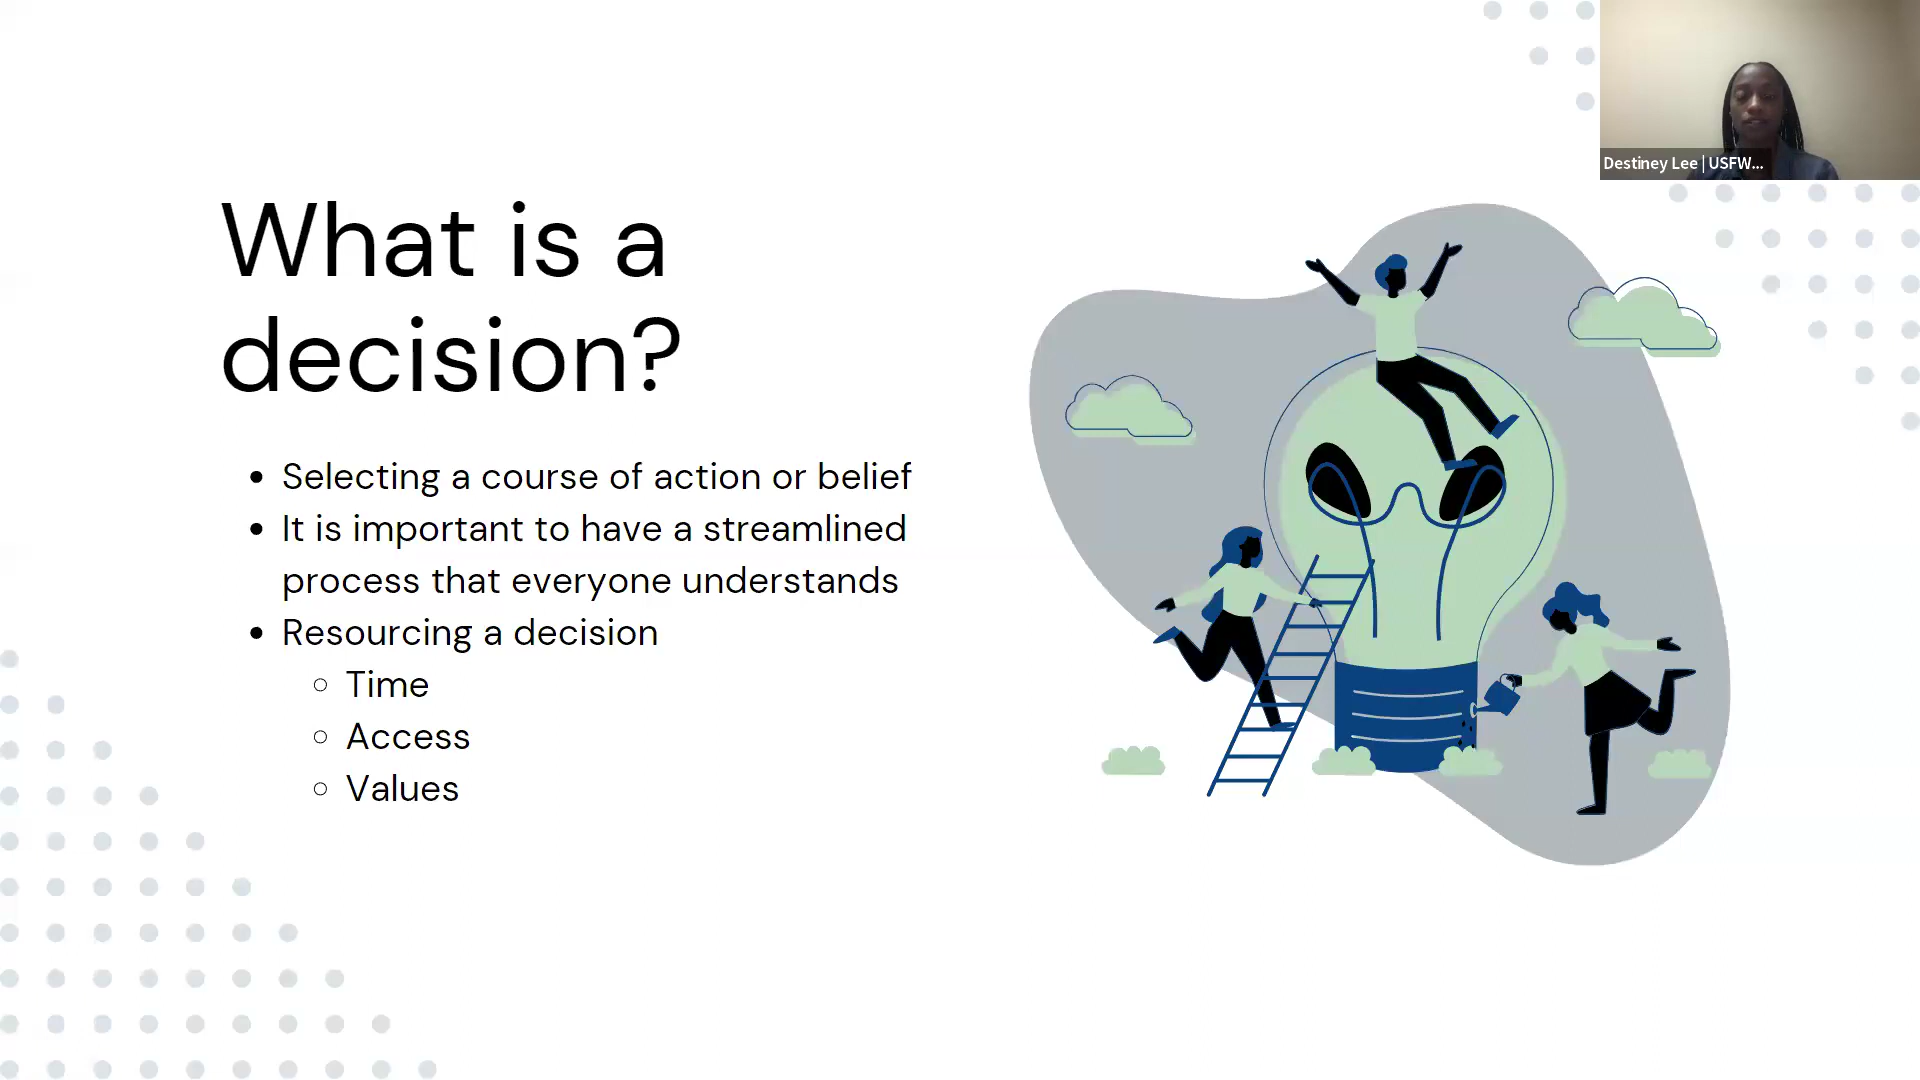 Destiney Lee | USFW...
What is a
decision?
• Selecting a course of action or belief
• It is important to have a streamlined
process that everyone understands
• Resourcing a decision
○ Time
○ Access
○ Values